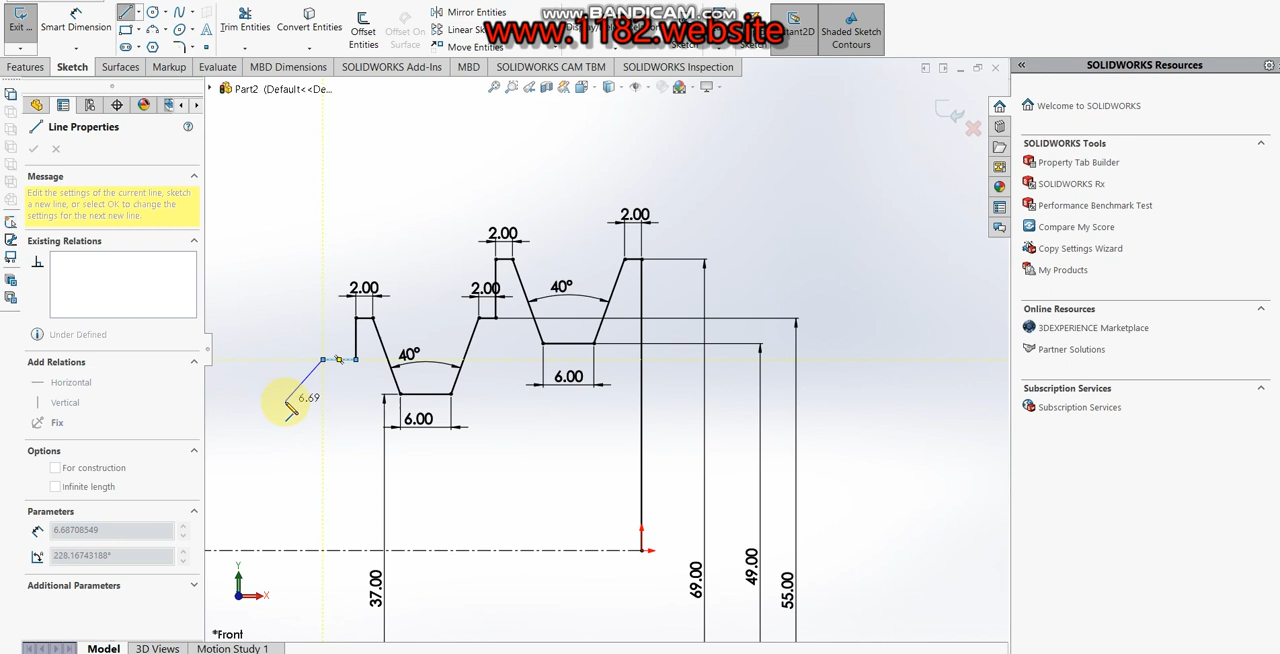 www.BANDICAM.com
www.1182.website
Exit ...
Smart Dimension
Trim Entities
Convert Entities
Offset Entities
Offset On Surface
Mirror Entities
Linear Sk
Move Entities
Instant2D
Shaded Sketch Contours
Features
Sketch
Surfaces
Markup
Evaluate
MBD Dimensions
SOLIDWORKS Add-Ins
MBD
SOLIDWORKS CAM TBM
SOLIDWORKS Inspection
Part2 (Default<<De...
Line Properties
Message
Edit the settings of the current line, sketch
a new line, or select OK to change the
settings for the next new line.
Existing Relations
Under Defined
Add Relations
Horizontal
Vertical
Fix
Options
For construction
Infinite length
Parameters
6.68708549
228.16743188°
Additional Parameters
2.00
2.00
2.00
2.00
40°
40°
6.00
6.00
6.69
37.00
69.00
49.00
55.00
Y
X
*Front
Model
3D Views
Motion Study 1
SOLIDWORKS Resources
Welcome to SOLIDWORKS
SOLIDWORKS Tools
Property Tab Builder
SOLIDWORKS Rx
Performance Benchmark Test
Compare My Score
Copy Settings Wizard
My Products
Online Resources
3DEXPERIENCE Marketplace
Partner Solutions
Subscription Services
Subscription Services